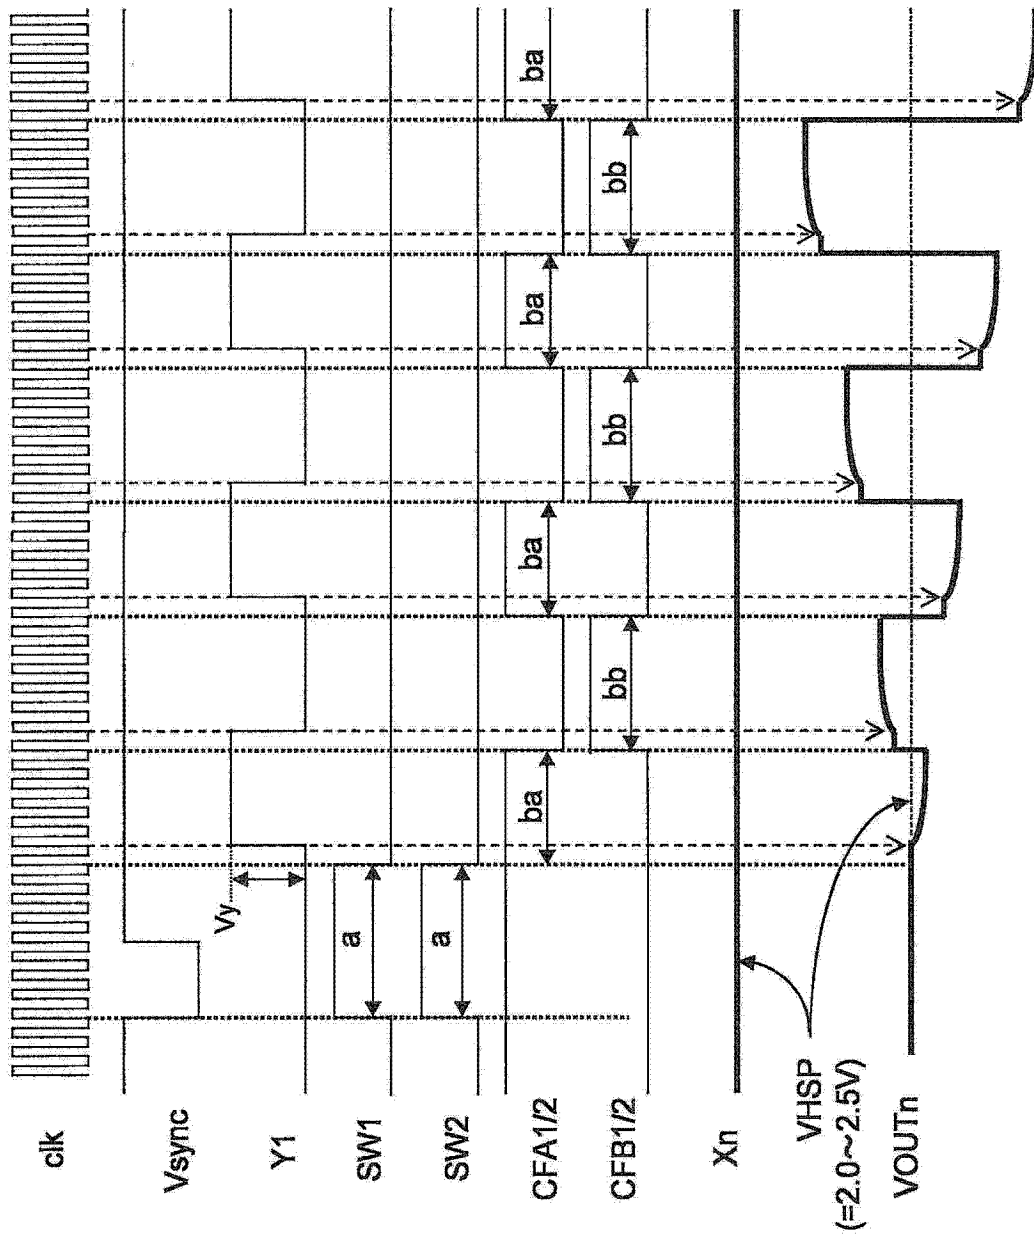 clk
Vsync
Vy
Y1
a
SW1
a
SW2
ba
ba
ba
ba
CFA1/2
bb
bb
bb
CFB1/2
Xn
VHSP
(=2.0~2.5V)
VOUTn